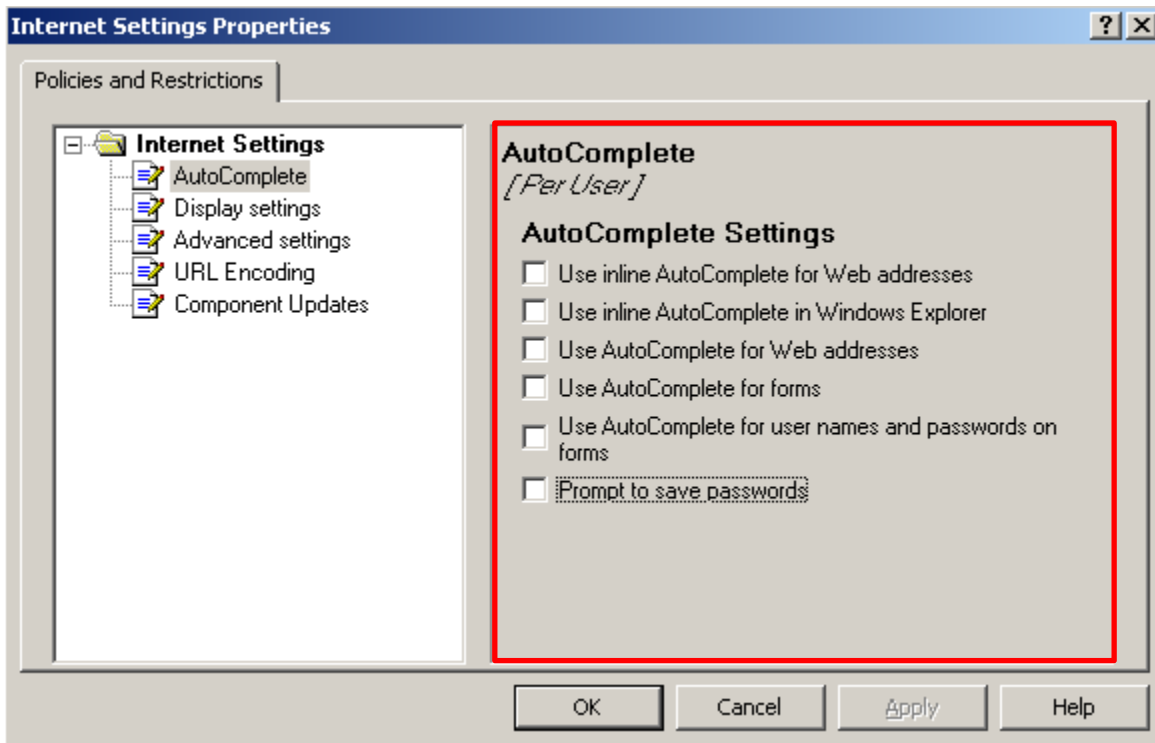 Internet Settings Properties
Policies and Restrictions
Internet Settings
AutoComplete
Display settings
Advanced settings
URL Encoding
Component Updates
AutoComplete
[Per User]
AutoComplete Settings
Use inline AutoComplete for Web addresses
Use inline AutoComplete in Windows Explorer
Use AutoComplete for Web addresses
Use AutoComplete for forms
Use AutoComplete for user names and passwords on
forms
Prompt to save passwords
OK
Cancel
Apply
Help